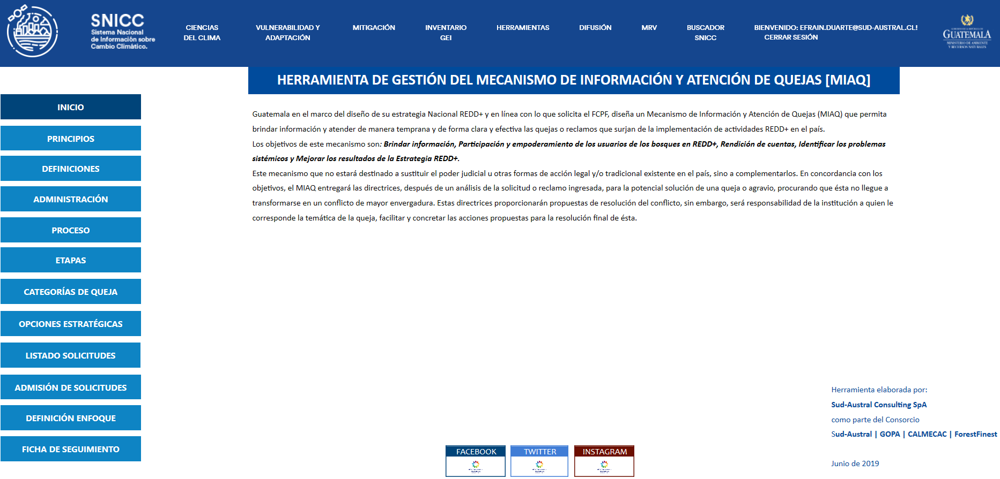 SNICC
Sistema Nacional
de Información sobre
Cambio Climático.
CIENCIAS
DEL CLIMA
VULNERABILIDAD Y
ADAPTACIÓN
MITIGACIÓN
INVENTARIO
GEI
HERRAMIENTAS
DIFUSIÓN
MRV
BUSCADOR
SNICC
BIENVENIDO: EFRAIN.DUARTE@SUD-AUSTRAL.CL!
CERRAR SESIÓN
GOBIERNO DE LA REPÚBLICA DE
GUATEMALA
MINISTERIO DE AMBIENTE
Y RECURSOS NATURALES
HERRAMIENTA DE GESTIÓN DEL MECANISMO DE INFORMACIÓN Y ATENCIÓN DE QUEJAS [MIAQ]
INICIO
PRINCIPIOS
DEFINICIONES
ADMINISTRACIÓN
PROCESO
ETAPAS
CATEGORÍAS DE QUEJA
OPCIONES ESTRATÉGICAS
LISTADO SOLICITUDES
ADMISIÓN DE SOLICITUDES
DEFINICIÓN ENFOQUE
FICHA DE SEGUIMIENTO
Guatemala en el marco del diseño de su estrategia Nacional REDD+ y en línea con lo que solicita el FCPF, diseña un Mecanismo de Información y Atención de Quejas (MIAQ) que permita
brindar información y atender de manera temprana y de forma clara y efectiva las quejas o reclamos que surjan de la implementación de actividades REDD+ en el país.
Los objetivos de este mecanismo son: Brindar información, Participación y empoderamiento de los usuarios de los bosques en REDD+, Rendición de cuentas, Identificar los problemas
sistémicos y Mejorar los resultados de la Estrategia REDD+.
Este mecanismo que no estará destinado a sustituir el poder judicial u otras formas de acción legal y/o tradicional existente en el país, sino a complementarlos. En concordancia con los
objetivos, el MIAQ entregará las directrices, después de un análisis de la solicitud o reclamo ingresada, para la potencial solución de una queja o agravio, procurando que ésta no llegue a
transformarse en un conflicto de mayor envergadura. Estas directrices proporcionarán propuestas de resolución del conflicto, sin embargo, será responsabilidad de la institución a quien le
corresponde la temática de la queja, facilitar y concretar las acciones propuestas para la resolución final de ésta.
Herramienta elaborada por:
Sud-Austral Consulting SpA
como parte del Consorcio
Sud-Austral | GOPA | CALMECAC | ForestFinest
Junio de 2019
FACEBOOK
TWITTER
INSTAGRAM